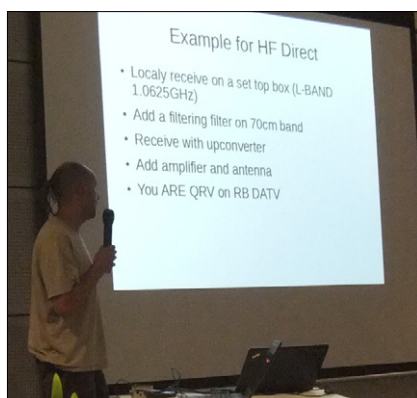 Example for HF Direct
• Localy receive on a set top box (L-BAND
1.0625GHz)
• Add a filtering filter on 70cm band
• Receive with upconverter
• Add amplifier and antenna
• You ARE QRV on RB DATV